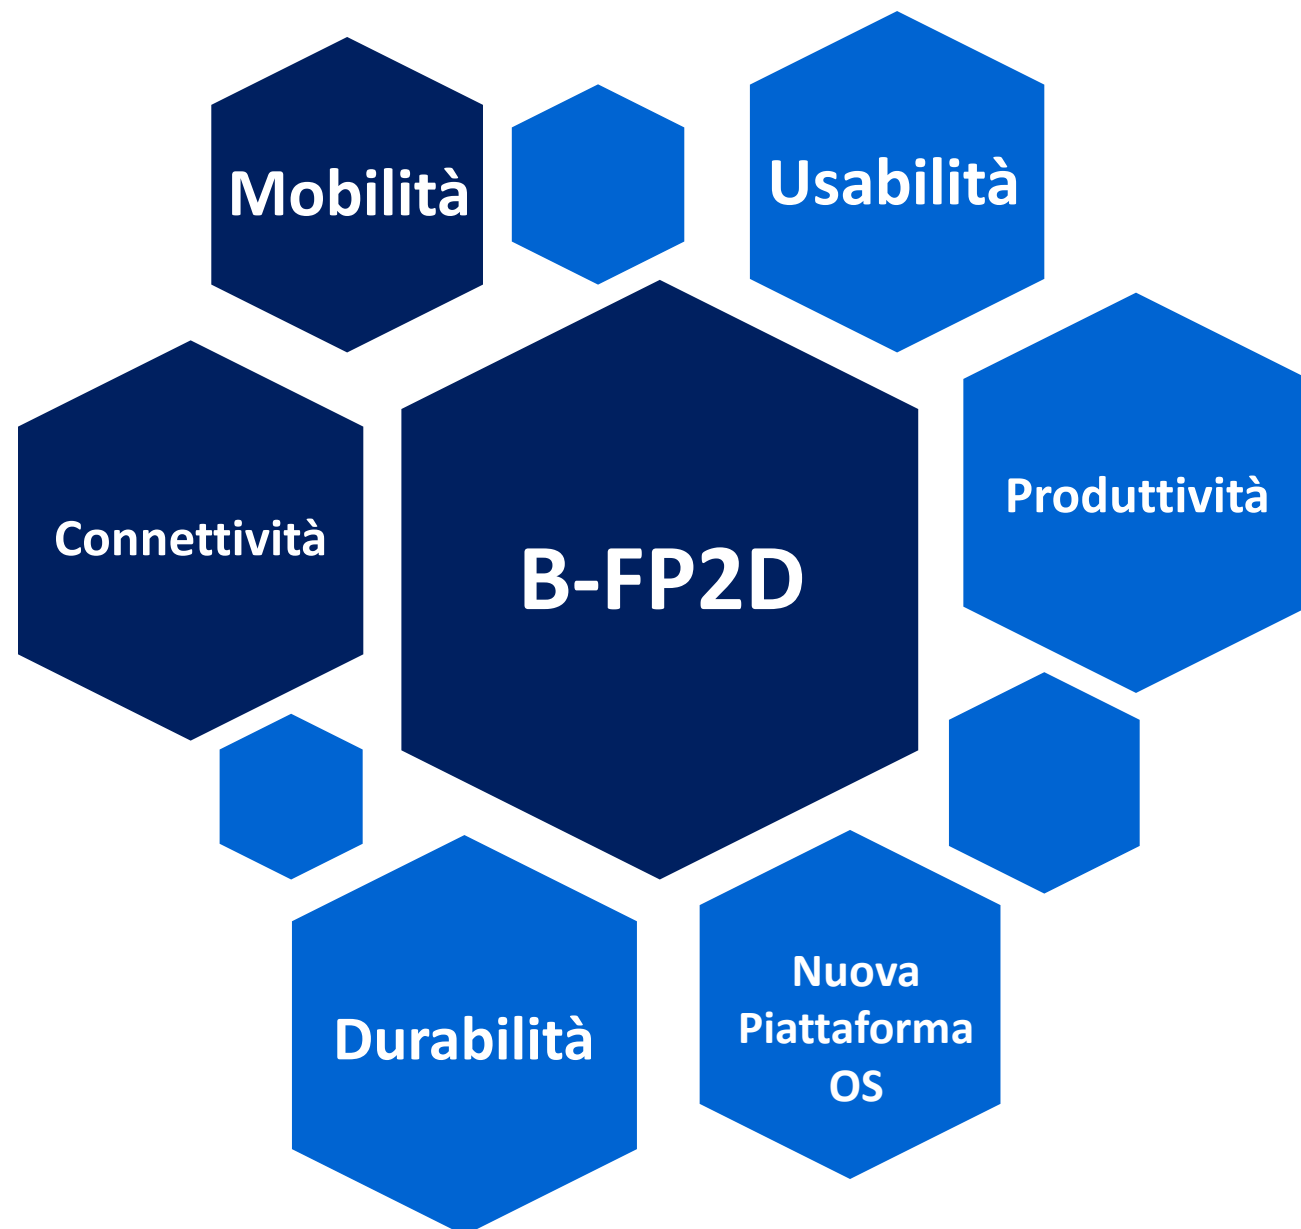 Mobilità
Usabilità
Connettività
B-FP2D
Produttività
Durabilità
Nuova
Piattaforma
OS